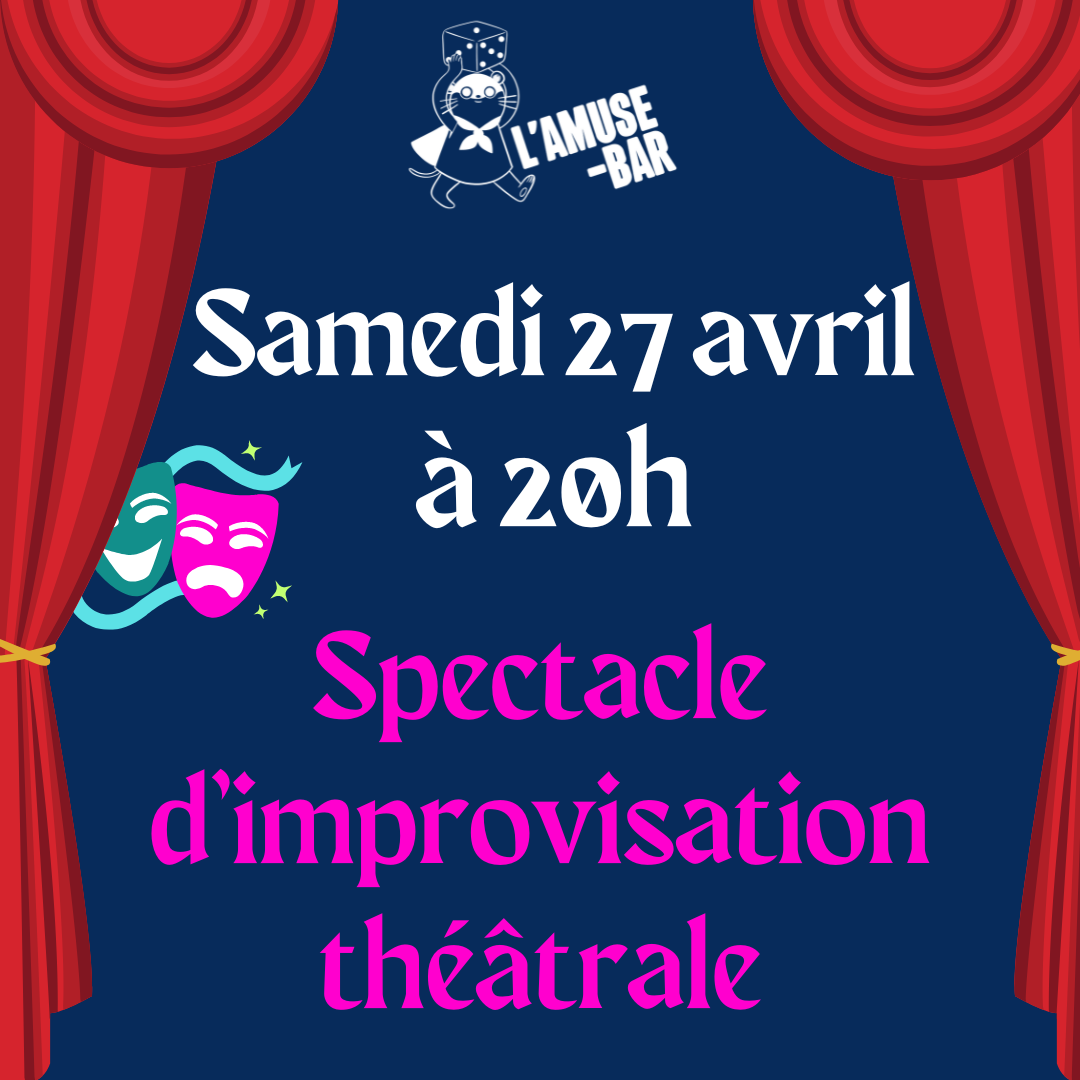 L'AMUSE
-BAR
Samedi 27 avril
à 20h
Spectacle
d'improvisation
théâtrale